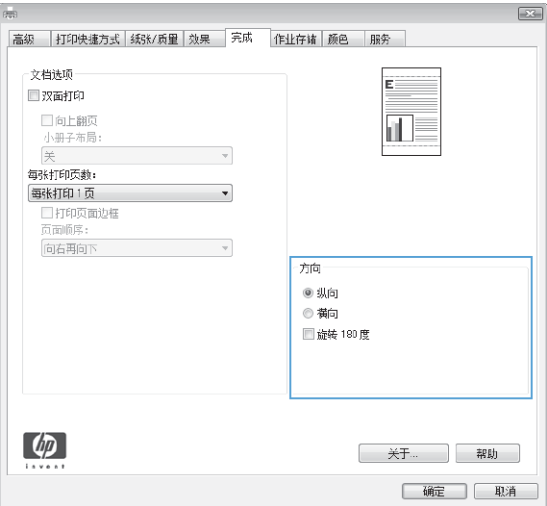 高级 打印快捷方式 纸张/质量 效果 完成 作业存储 颜色 服务
文档选项
双面打印
向上翻页
小册子布局：
关
每张打印页数：
每张打印 1 页
打印页面边框
页面顺序：
向右再向下
E
方向
纵向
横向
旋转 180 度
hp
invent
关于... 帮助
确定 取消